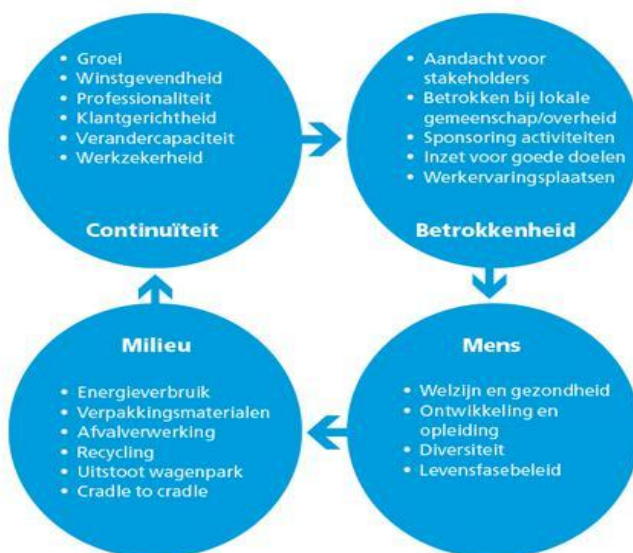 • Groei
• Winstgevendheid
• Professionaliteit
• Klantgerichtheid
• Verandercapaciteit
• Werkzekerheid
Continuïteit
• Aandacht voor
stakeholders
• Betrokken bij lokale
gemeenschap/overheid
• Sponsoring activiteiten
• Inzet voor goede doelen
• Werkervaringsplaatsen
Betrokkenheid
Mens
• Welzijn en gezondheid
• Ontwikkeling en
opleiding
• Diversiteit
• Levensfasebeleid
Milieu
• Energieverbruik
• Verpakkingsmaterialen
• Afvalverwerking
• Recycling
• Uitstoot wagenpark
• Cradle to cradle